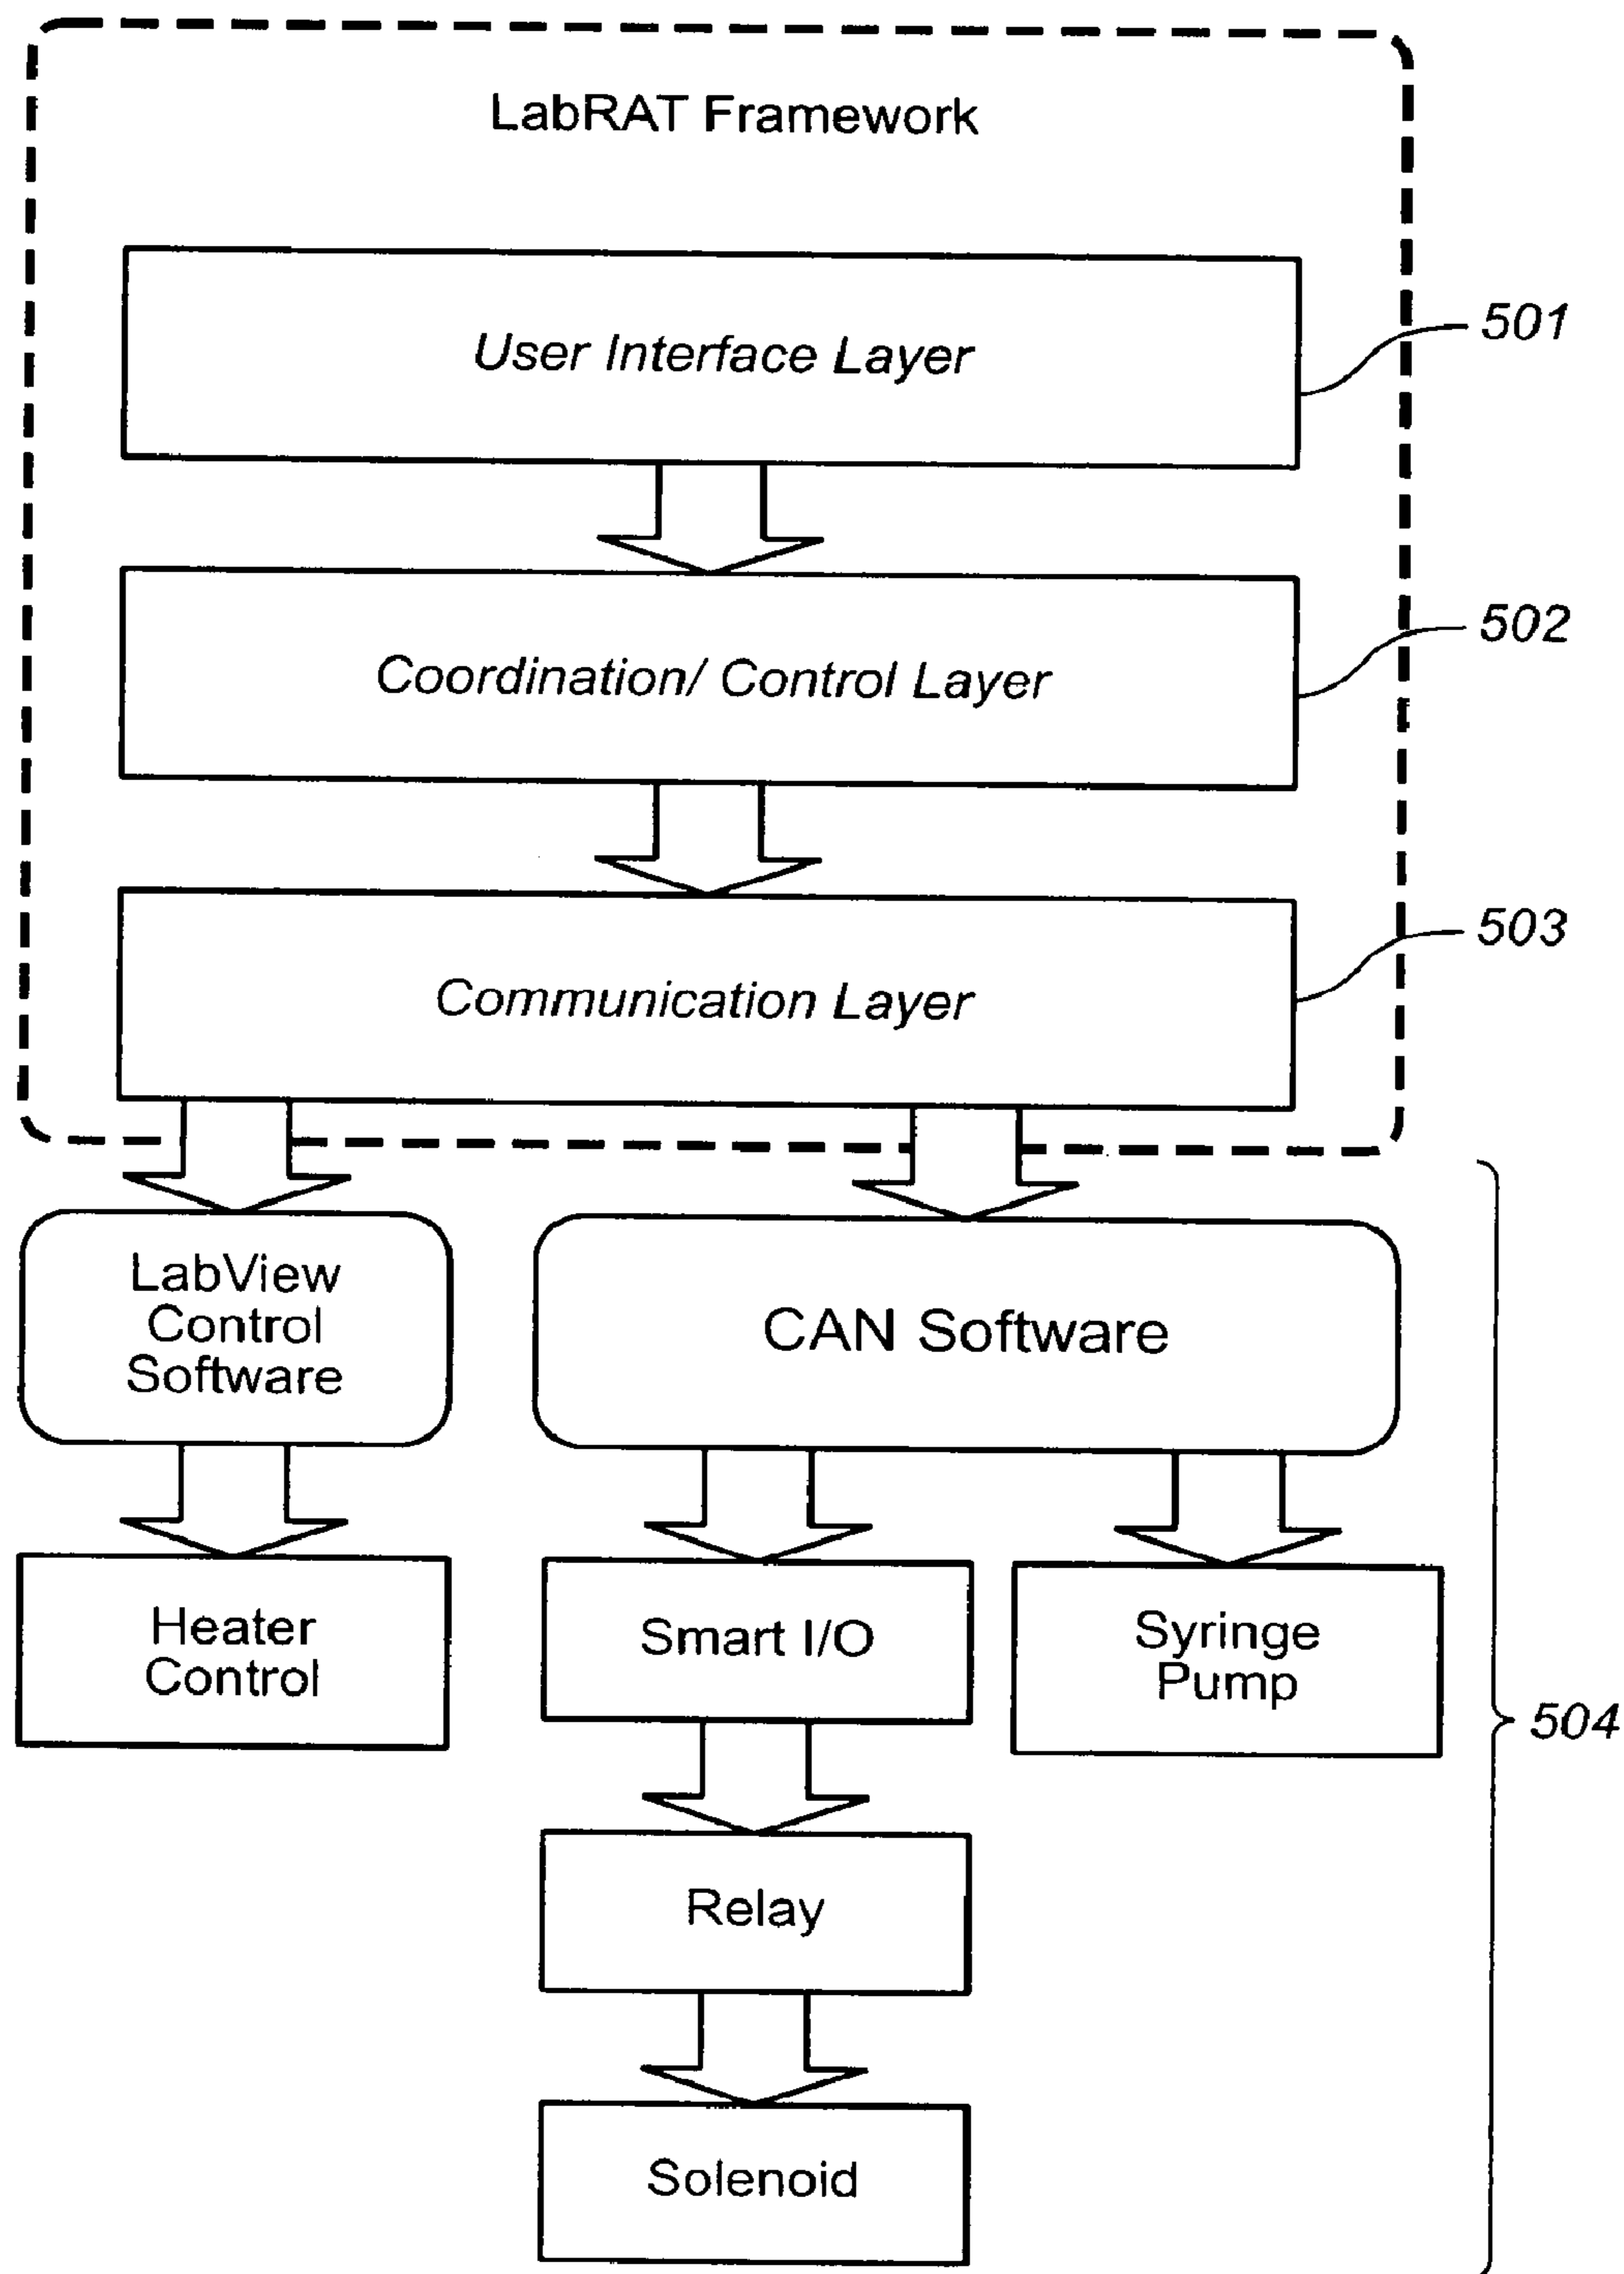 LabRAT Framework
User Interface Layer
501
Coordination/ Control Layer
502
Communication Layer
503
LabView
Control
Software
CAN Software
Heater
Control
Smart I/O
Syringe
Pump
504
Relay
Solenoid